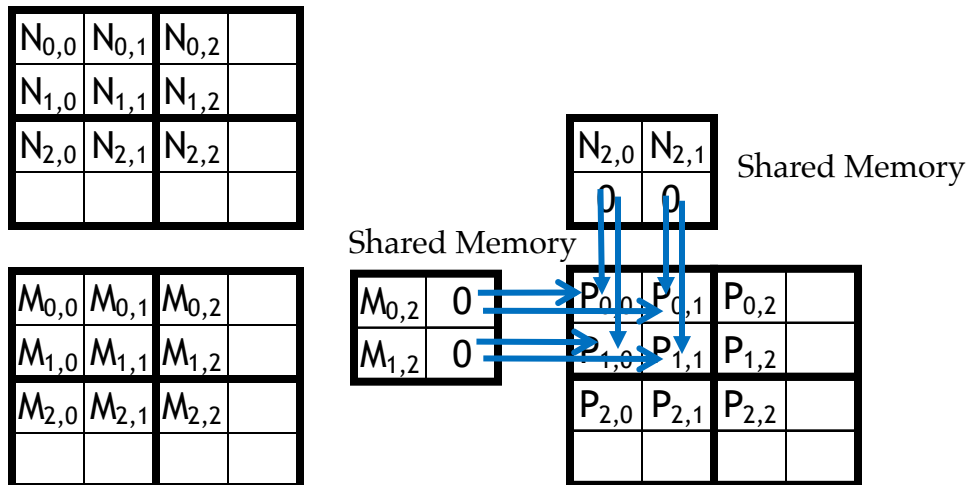 N0,0 N0,1 N0,2
N1,0 N1,1 N1,2
N2,0 N2,1 N2,2
N2,0 N2,1
0 0
Shared Memory
Shared Memory
M0,0 M0,1 M0,2
M1,0 M1,1 M1,2
M2,0 M2,1 M2,2
M0,2 0
M1,2 0
P0,0 P0,1 P0,2
P1,0 P1,1 P1,2
P2,0 P2,1 P2,2